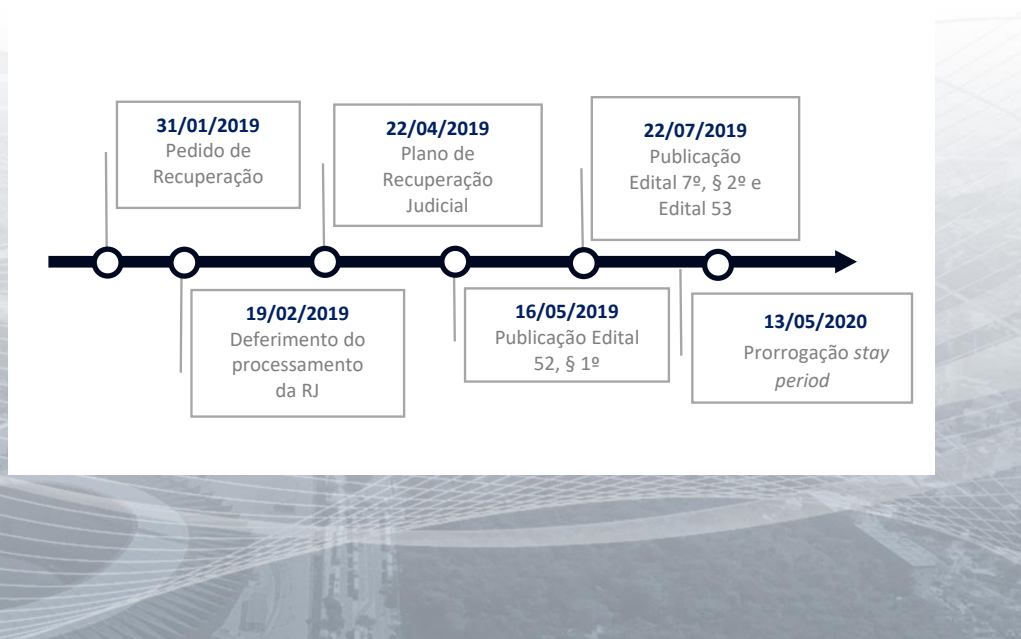 31/01/2019
Pedido de
Recuperação
22/04/2019
Plano de
Recuperação
Judicial
22/07/2019
Publicação
Edital 7º, § 2º e
Edital 53
19/02/2019
Deferimento do
processamento
da RJ
16/05/2019
Publicação Edital
52, § 1º
13/05/2020
Prorrogação stay
period